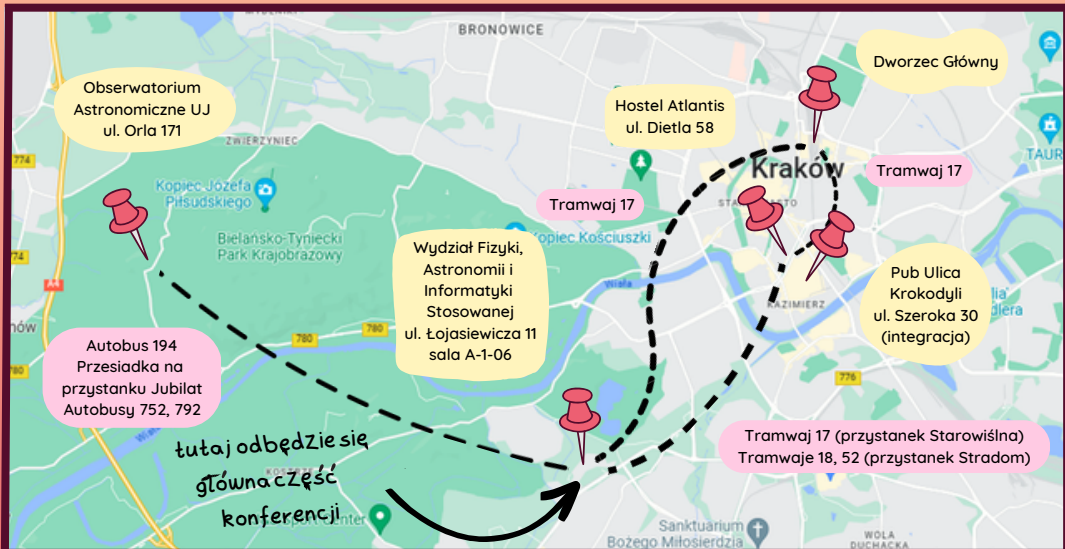 BRONOWICE
Dworzec Główny
Obserwatorium
Astronomiczne UJ
ul. Orla 171
Hostel Atlantis
ul. Dietla 58
ZWIERZYNIEC
774
TAUR
Kraków
Tramwaj 17
Kopiec Józefa
Piłsudskiego
Tramwaj 17
Bielańsko-Tyniecki
Park Krajobrazowy
Kopiec Kościuszki
774
A4
Wydział Fizyki,
Astronomii i
Informatyki
Stosowanej
ul. Łojasiewicza 11
sala A-1-06
Wisła
KAZIMIERZ
Pub Ulica
Krokodyli
ul. Szeroka 30
(integracja)
780
780
780
776
Autobus 194
Przesiadka na
przystanku Jubilat
Autobusy 752, 792
tutaj odbędzie się
główna część
konferencji
Tramwaj 17 (przystanek Starowiślna)
Tramwaje 18, 52 (przystanek Stradom)
Center
Sanktuarium
Bożego Miłosierdzia
WOLA
DUCHACKA